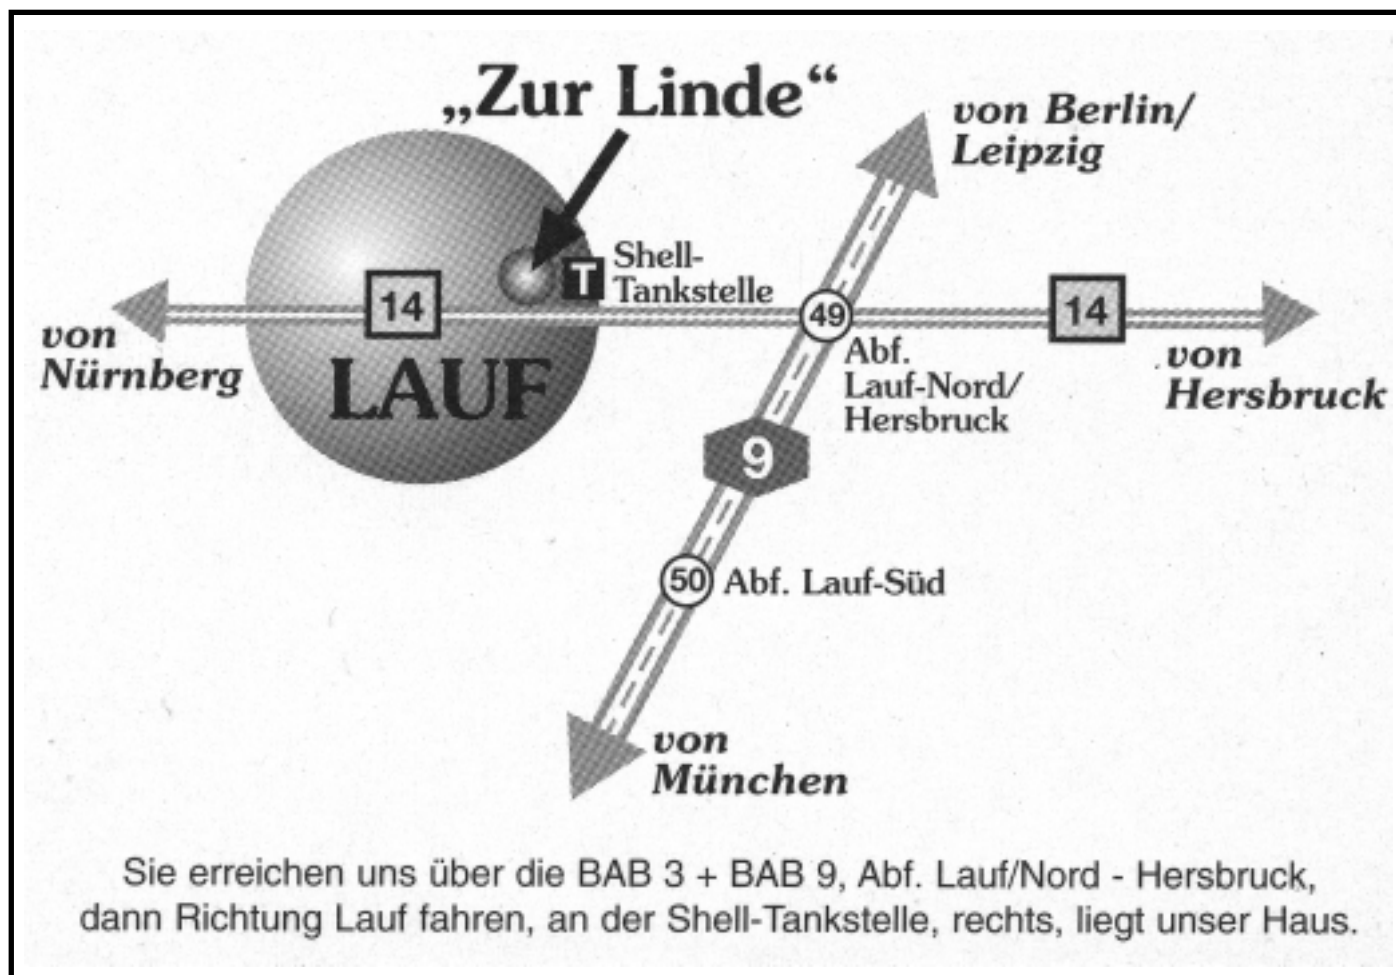 „Zur Linde“
von Berlin/
Leipzig
Shell-
Tankstelle
T
14
49
14
von
Nürnberg
LAUF
Abf.
Lauf-Nord/
Hersbruck
von
Hersbruck
9
50 Abf. Lauf-Süd
von
München
Sie erreichen uns über die BAB 3 + BAB 9, Abf. Lauf/Nord - Hersbruck,
dann Richtung Lauf fahren, an der Shell-Tankstelle, rechts, liegt unser Haus.